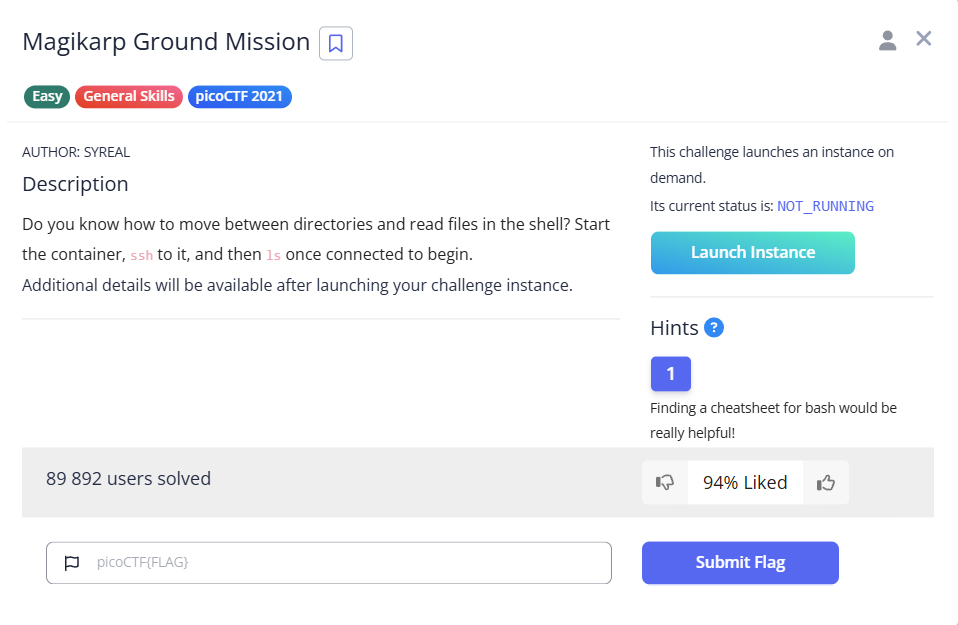 Magikarp Ground Mission
Easy General Skills picoCTF 2021
AUTHOR: SYREAL
Description
Do you know how to move between directories and read files in the shell? Start
the container, ssh to it, and then ls once connected to begin.
Additional details will be available after launching your challenge instance.
This challenge launches an instance on
demand.
Its current status is: NOT_RUNNING
Launch Instance
Hints ?
1
Finding a cheatsheet for bash would be
really helpful!
89 892 users solved
94% Liked
picoCTF{FLAG}
Submit Flag